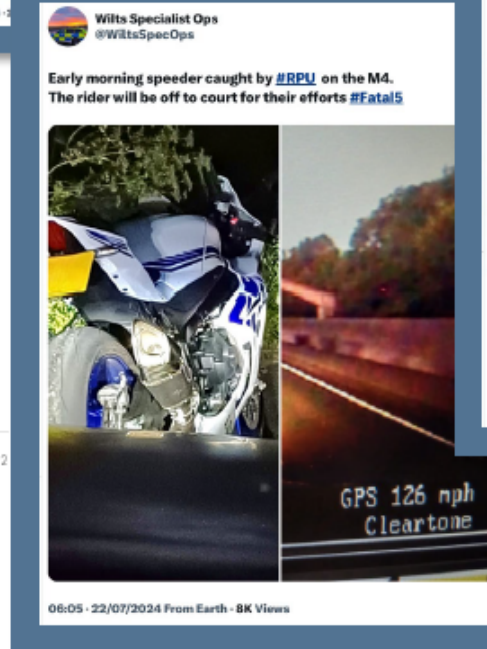 Wilts Specialist Ops
@WiltsSpecOps
Early morning speeder caught by #RPU on the M4.
The rider will be off to court for their efforts #Fatal5
GPS 126 mph
Cleartone
06:05 · 22/07/2024 From Earth · 8K Views
2